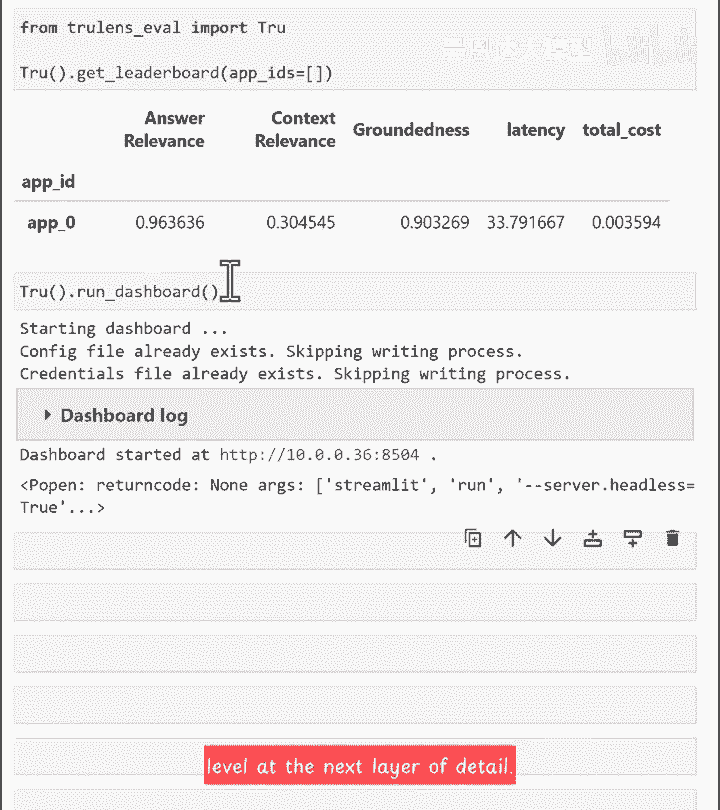 from trulens_eval import Tru
Tru().get_leaderboard(app_ids=[])
Answer Relevance Context Relevance Groundedness latency total_cost
app_id
app_0 0.963636 0.304545 0.903269 33.791667 0.003594
Tru().run_dashboard()
Starting dashboard ...
Config file already exists. Skipping writing process.
Credentials file already exists. Skipping writing process.
Dashboard log
Dashboard started at http://10.0.0.36:8504 .
<Popen: returncode: None args: ['streamlit', 'run', '--server.headless=
True'...>
level at the next layer of detail.